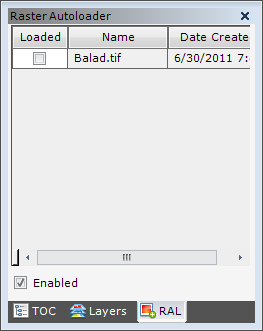 Raster Autoloader
Loaded Name Date Create
Balad.tif 6/30/2011 7:
Enabled
TOC Layers RAL